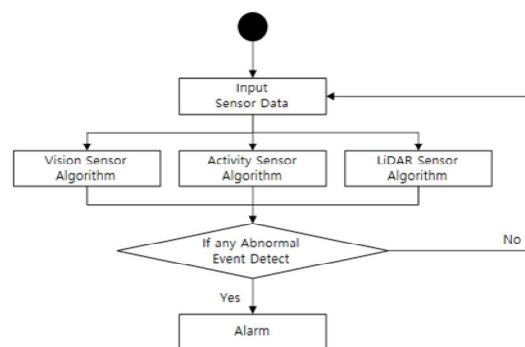 Input
Sensor Data
Vision Sensor
Algorithm
Activity Sensor
Algorithm
LiDAR Sensor
Algorithm
If any Abnormal
Event Detect
No
Yes
Alarm